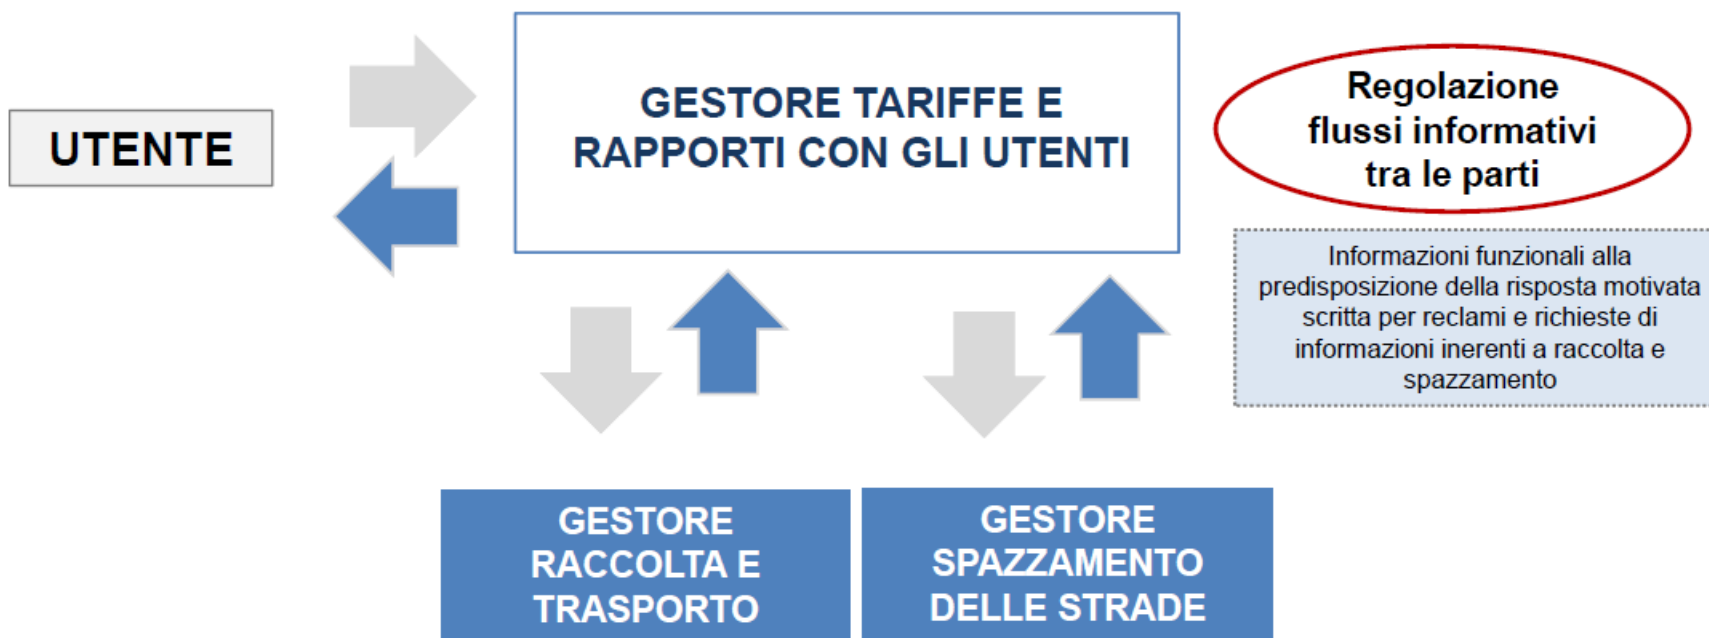 UTENTE
GESTORE TARIFFE E
RAPPORTI CON GLI UTENTI
Regolazione
flussi informativi
tra le parti
Informazioni funzionali alla
predisposizione della risposta motivata
scritta per reclami e richieste di
informazioni inerenti a raccolta e
spazzamento
GESTORE
RACCOLTA E
TRASPORTO
GESTORE
SPAZZAMENTO
DELLE STRADE